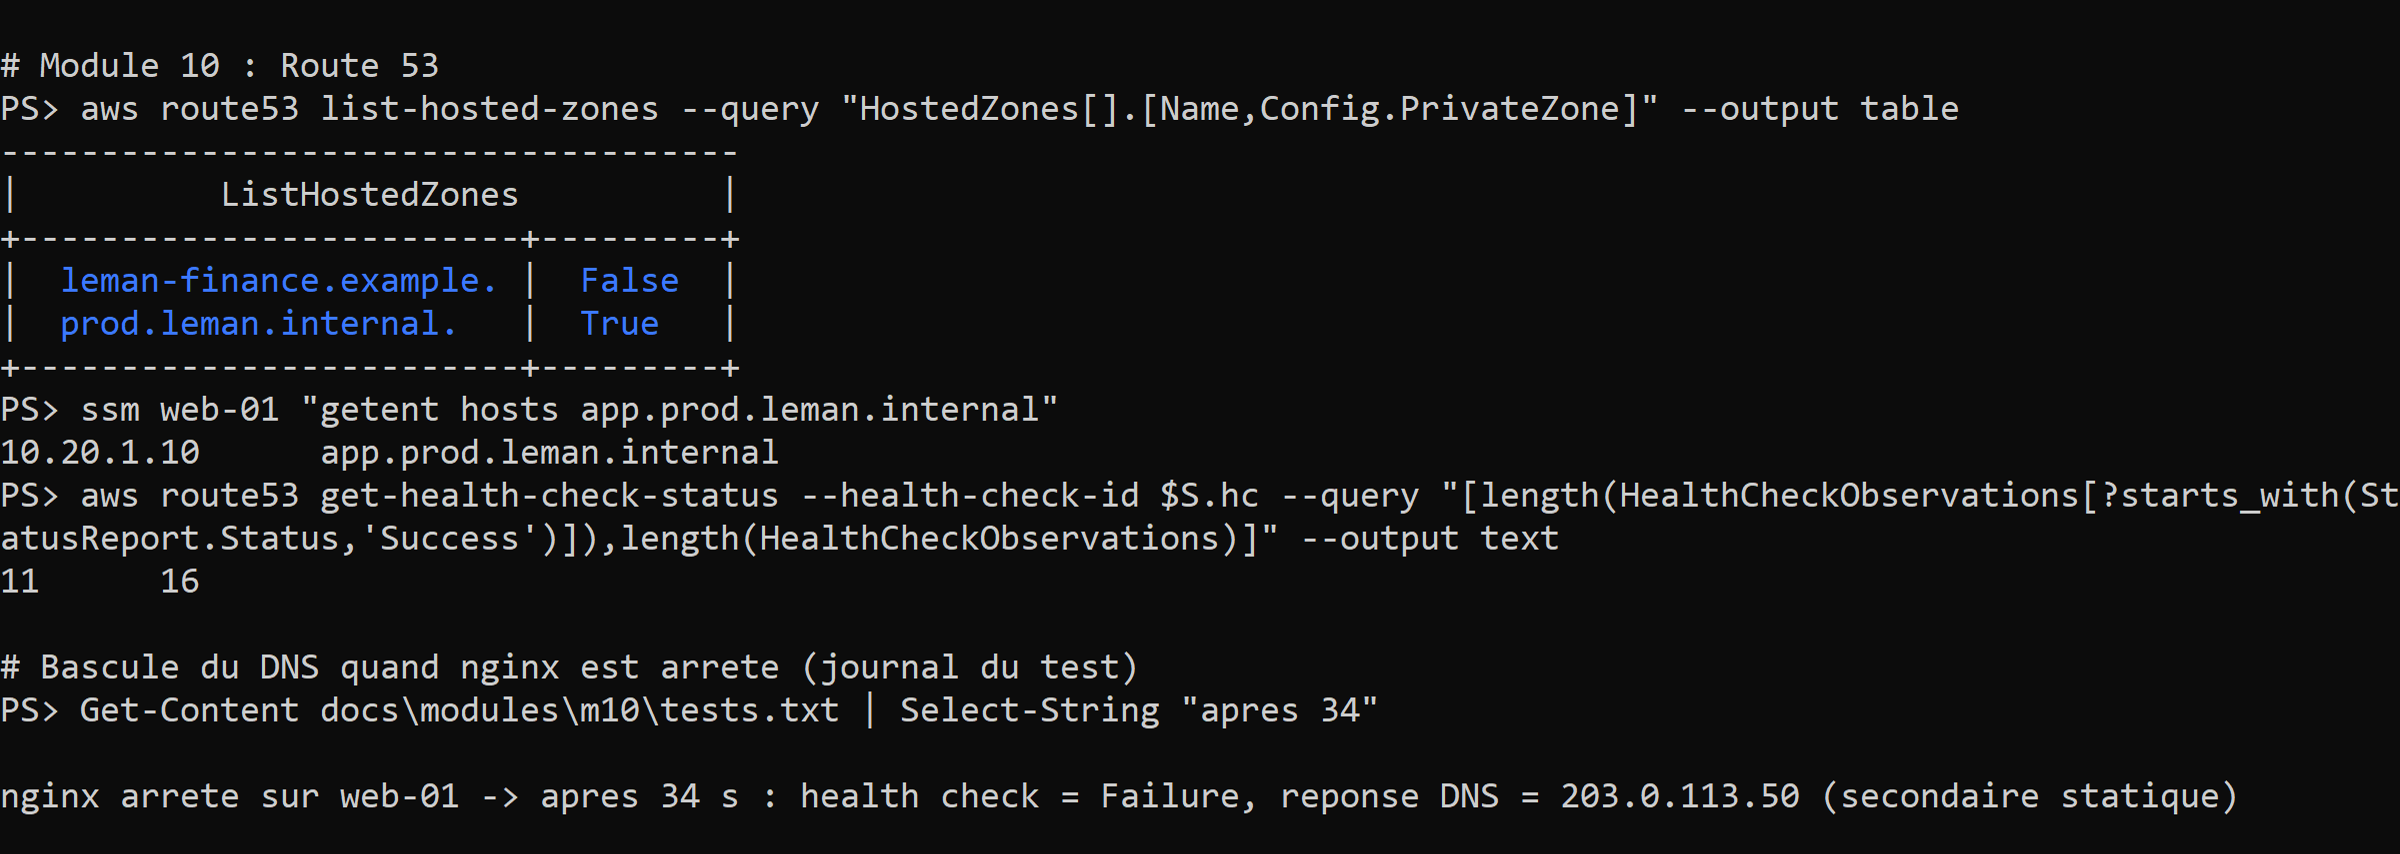 # Module 10 : Route 53
PS> aws route53 list-hosted-zones --query "HostedZones[].[Name,Config.PrivateZone]" --output table
-------------------------------------
|          ListHostedZones          |
+-------------------------+---------+
|  leman-finance.example. |  False  |
|  prod.leman.internal.   |  True   |
+-------------------------+---------+
PS> ssm web-01 "getent hosts app.prod.leman.internal"
10.20.1.10      app.prod.leman.internal
PS> aws route53 get-health-check-status --health-check-id $S.hc --query "[length(HealthCheckObservations[?starts_with(St
atusReport.Status,'Success')]),length(HealthCheckObservations)]" --output text
11      16
# Bascule du DNS quand nginx est arrete (journal du test)
PS> Get-Content docs\modules\m10\tests.txt | Select-String "apres 34"
nginx arrete sur web-01 -> apres 34 s : health check = Failure, reponse DNS = 203.0.113.50 (secondaire statique)